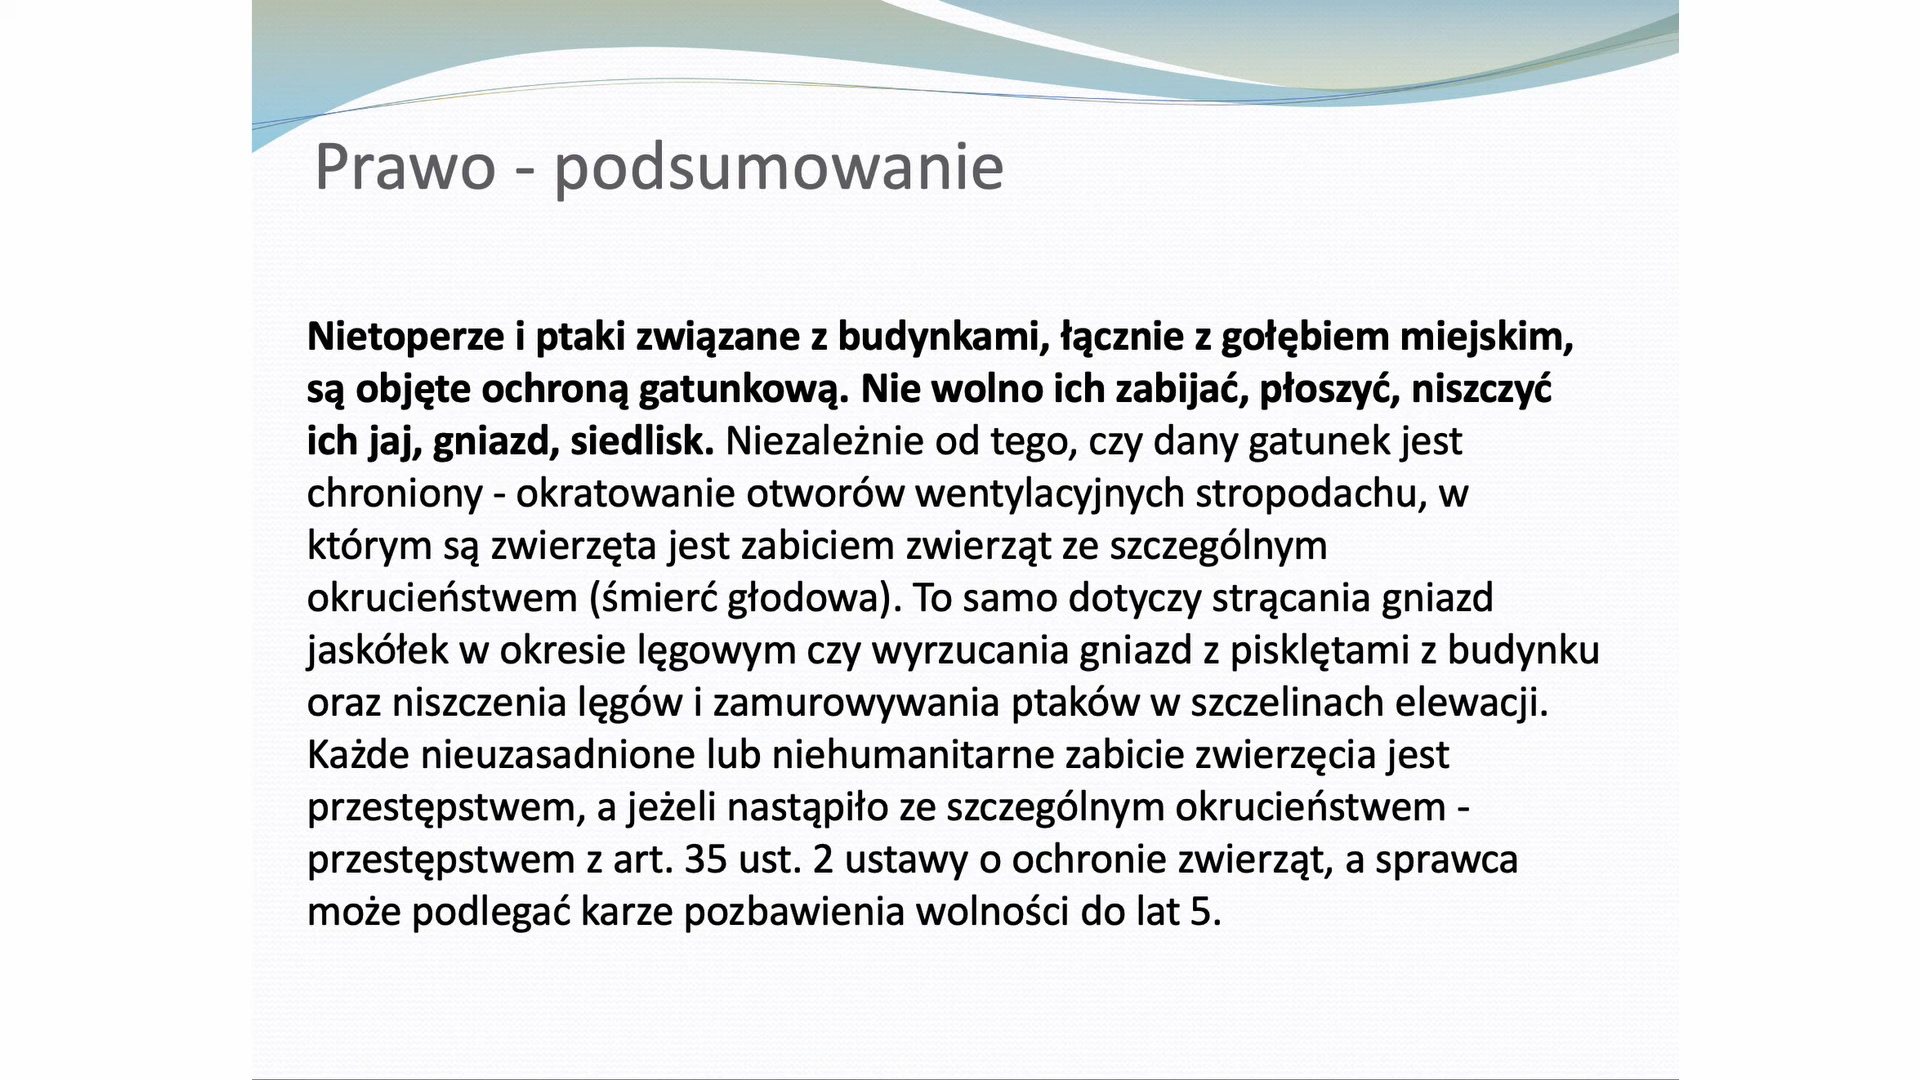 Prawo - podsumowanie
Nietoperze i ptaki związane z budynkami, łącznie z gołębiem miejskim,
są objęte ochroną gatunkową. Nie wolno ich zabijać, płoszyć, niszczyć
ich jaj, gniazd, siedlisk. Niezależnie od tego, czy dany gatunek jest
chroniony - okratowanie otworów wentylacyjnych stropodachu, w
którym są zwierzęta jest zabiciem zwierząt ze szczególnym
okrucieństwem (śmierć głodowa). To samo dotyczy strącania gniazd
jaskółek w okresie lęgowym czy wyrzucania gniazd z pisklętami z budynku
oraz niszczenia lęgów i zamurowywania ptaków w szczelinach elewacji.
Każde nieuzasadnione lub niehumanitarne zabicie zwierzęcia jest
przestępstwem, a jeżeli nastąpiło ze szczególnym okrucieństwem -
przestępstwem z art. 35 ust. 2 ustawy o ochronie zwierząt, a sprawca
może podlegać karze pozbawienia wolności do lat 5.